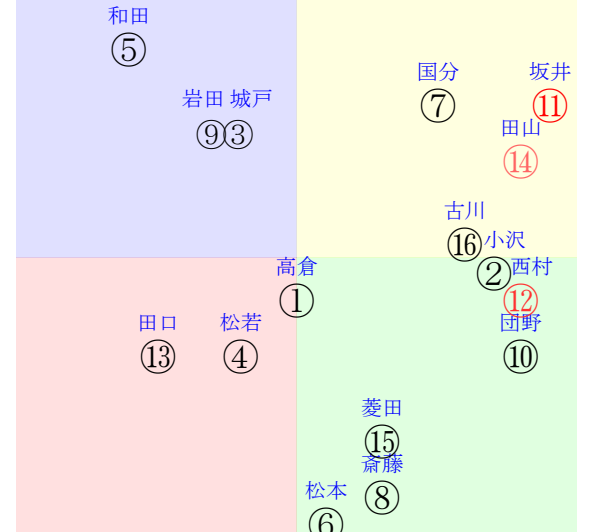 和田
⑤
国分
坂井
⑦
⑪
岩田 城戸
⑨③
田山
⑭
古川
⑯
小沢
②
西村
⑫
高倉
①
団野
⑩
田口
松若
⑬
④
菱田
⑮
斎藤
⑧
松本
⑥